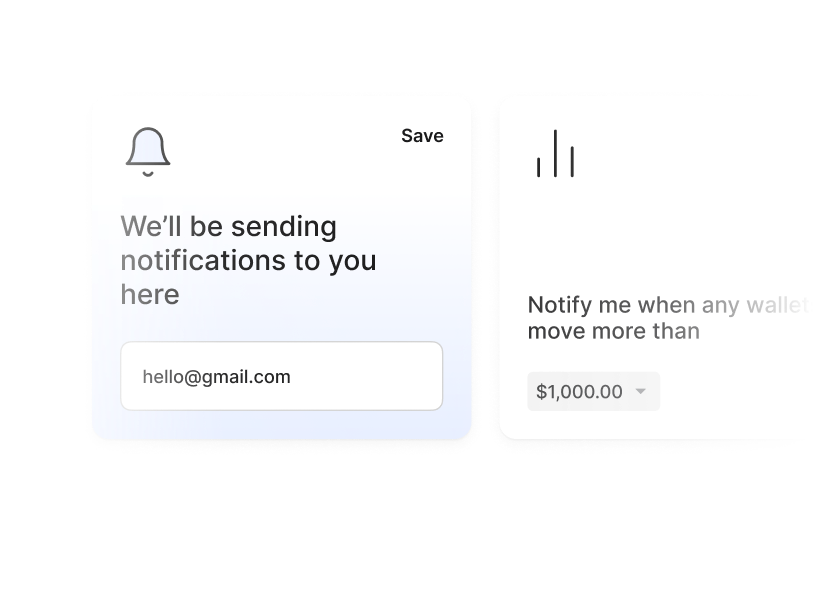 Save
We’ll be sending
notifications to you
here
hello@gmail.com
Notify me when any wallet
move more than
$1,000.00